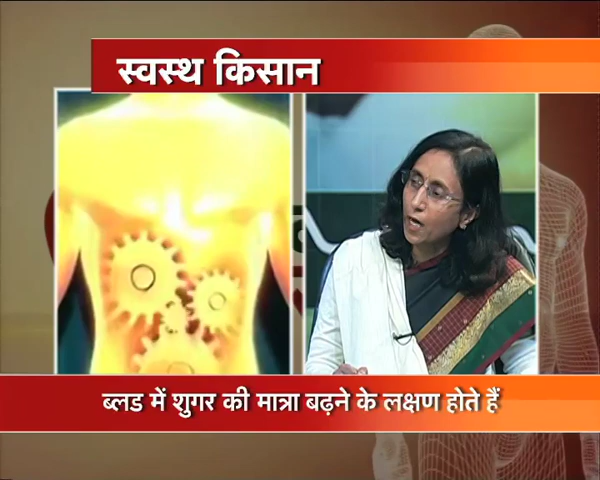 स्वस्थ किसान
ब्लड में शुगर की मात्रा बढ़ने के लक्षण होते हैं